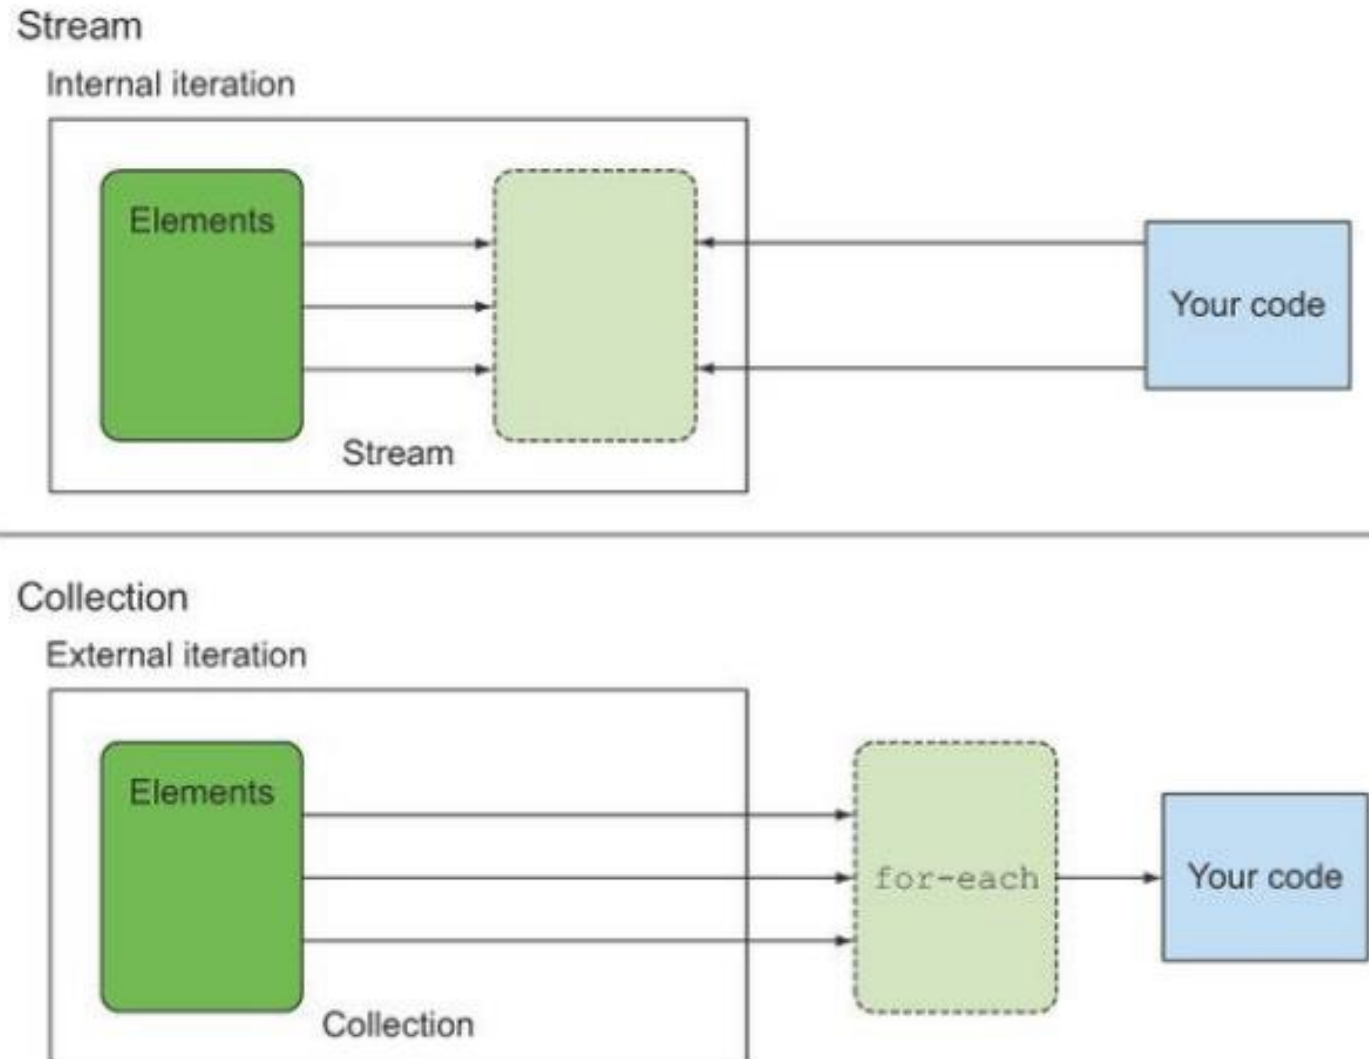 Stream
Internal iteration
Elements
Your code
Stream
Collection
External iteration
Elements
for-each
Your code
Collection